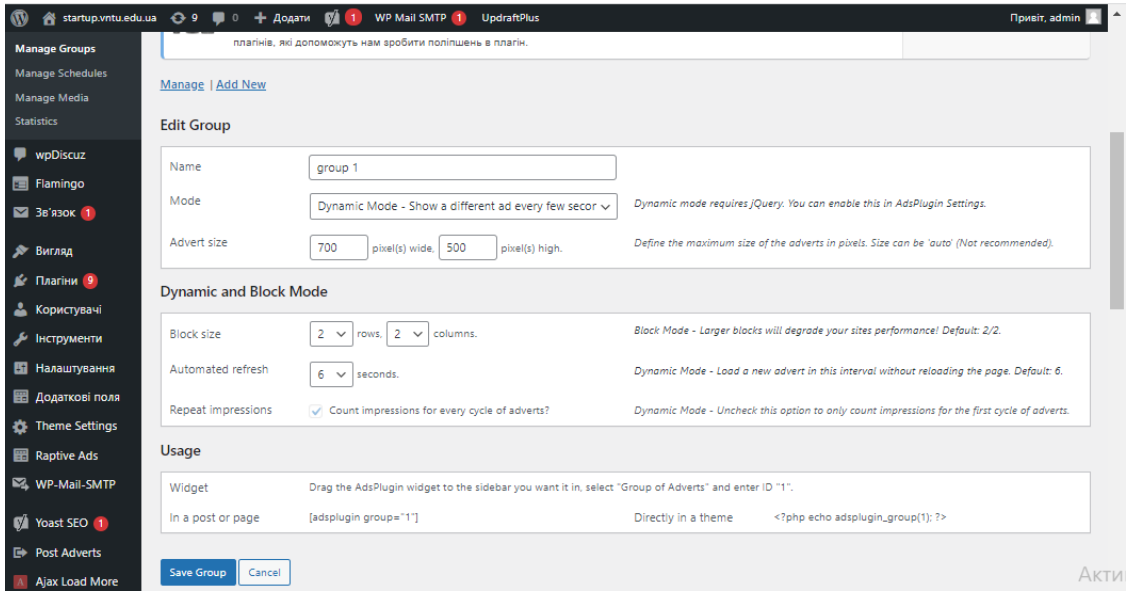 startup.vntu.edu.ua 9 0 + Додати 1 WP Mail SMTP 1 UpdraftPlus Привіт, admin
Manage Groups
Manage Schedules
Manage Media
Statistics
wpDiscuz
Flamingo
Зв'язок 1
Вигляд
Плагіни 9
Користувачі
Інструменти
Налаштування
Додаткові поля
Theme Settings
Raptive Ads
WP-Mail-SMTP
Yoast SEO 1
Post Adverts
Ajax Load More
плагінів, які допоможуть нам зробити поліпшень в плагін.
Manage | Add New
Edit Group
Name group 1
Mode Dynamic Mode - Show a different ad every few secor Dynamic mode requires jQuery. You can enable this in AdsPlugin Settings.
Advert size 700 pixel(s) wide, 500 pixel(s) high. Define the maximum size of the adverts in pixels. Size can be 'auto' (Not recommended).
Dynamic and Block Mode
Block size 2 rows, 2 columns. Block Mode - Larger blocks will degrade your sites performance! Default: 2/2.
Automated refresh 6 seconds. Dynamic Mode - Load a new advert in this interval without reloading the page. Default: 6.
Repeat impressions Count impressions for every cycle of adverts? Dynamic Mode - Uncheck this option to only count impressions for the first cycle of adverts.
Usage
Widget Drag the AdsPlugin widget to the sidebar you want it in, select "Group of Adverts" and enter ID "1".
In a post or page [adsplugin group="1"] Directly in a theme <?php echo adsplugin_group(1); ?>
Save Group Cancel